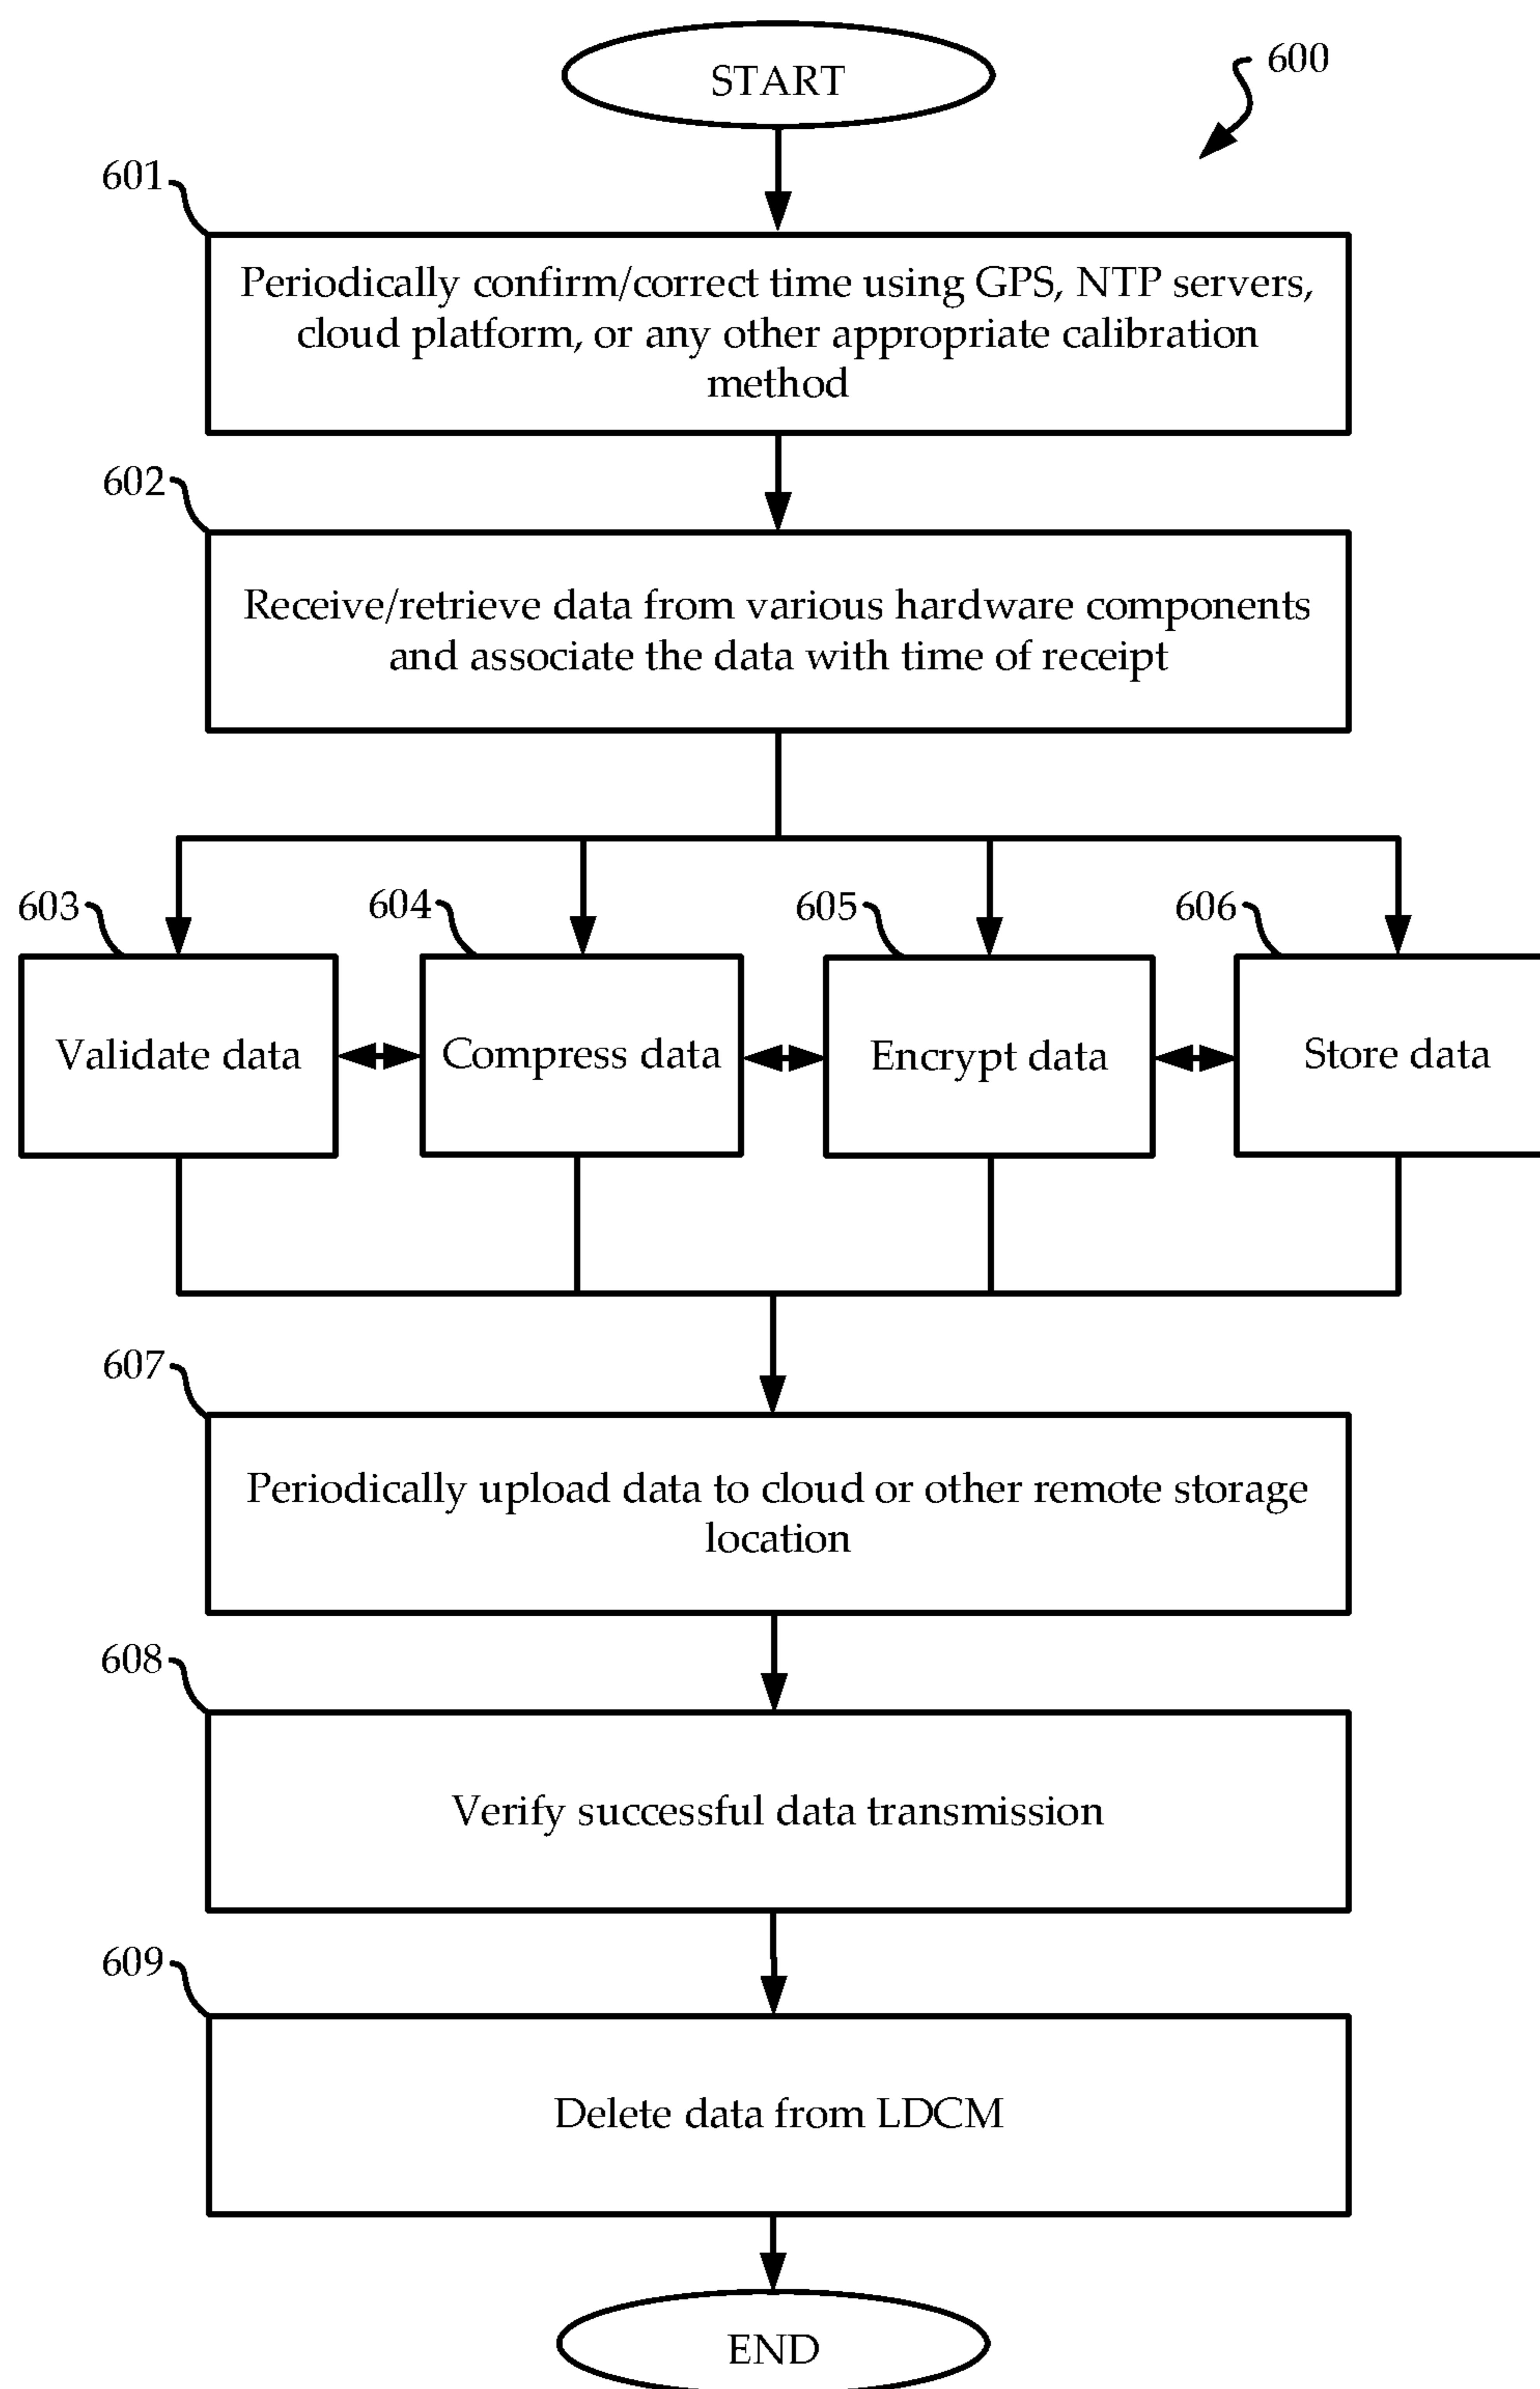 START
600
601
Periodically confirm/correct time using GPS, NTP servers,
cloud platform, or any other appropriate calibration
method
602
Receive/retrieve data from various hardware components
and associate the data with time of receipt
603
604
605
606
Validate data
Compress data
Encrypt data
Store data
607
Periodically upload data to cloud or other remote storage
location
608
Verify successful data transmission
609
Delete data from LDCM
END